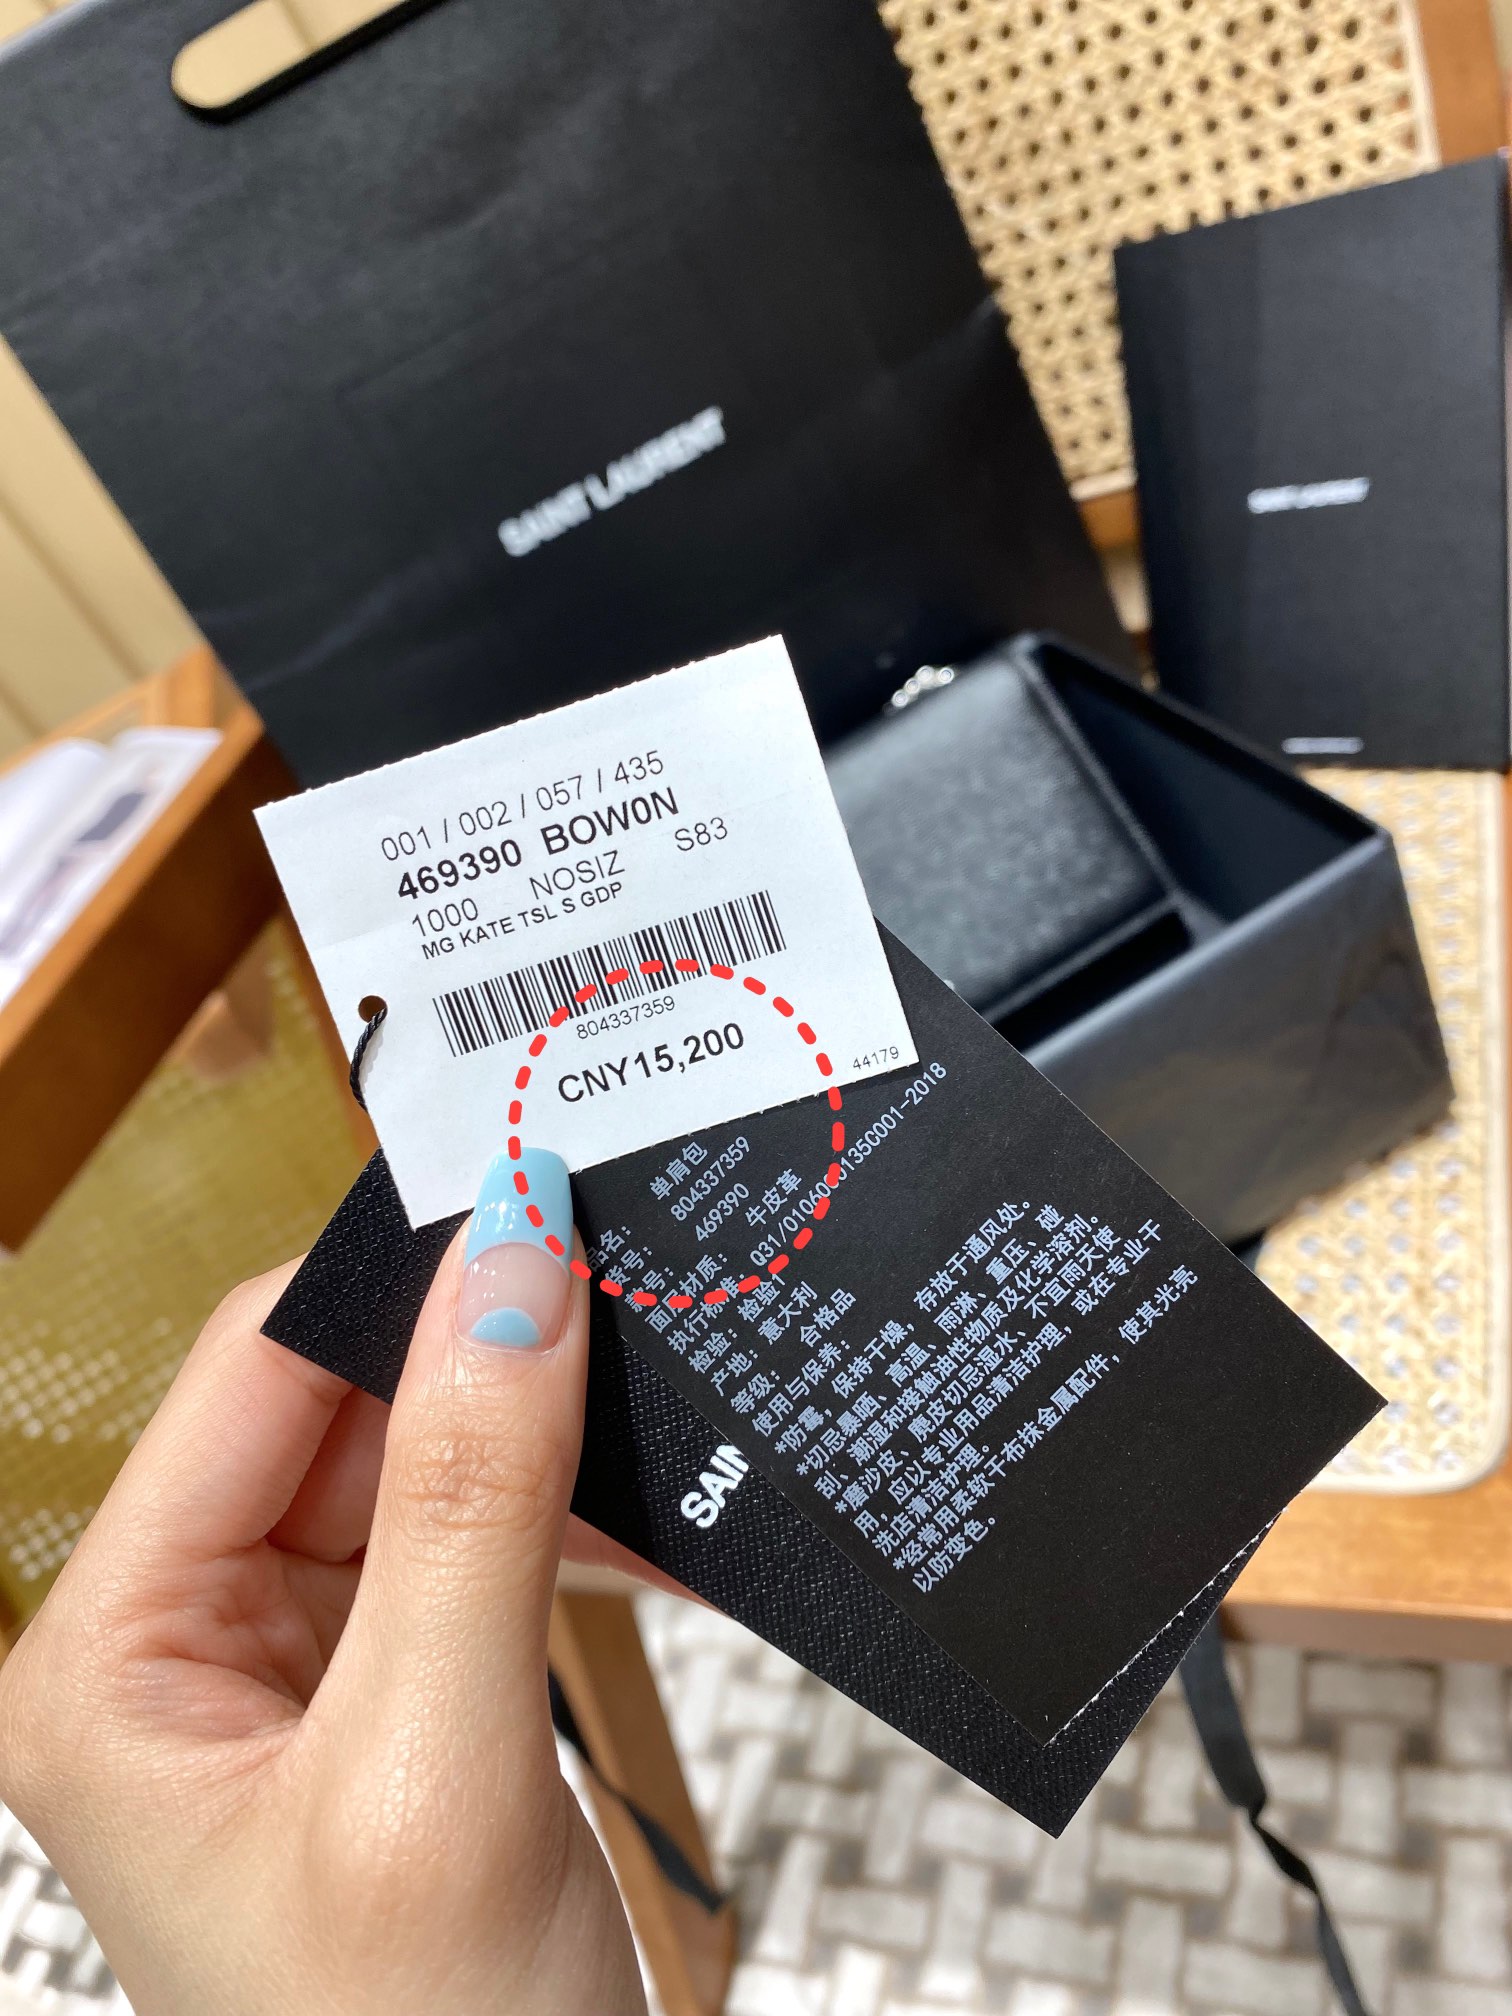 SAINT LAURENT
SAINT LAURENT
001 / 002 / 057 / 435
469390 BOW0N
1000 NOSIZ S83
MG KATE TSL S GDP
804337359
CNY15,200
44179
品名： 单肩包
货号： 804337359
款号： 469390
面层材质： 牛皮革
执行标准： Q31/0106000135C001-2018
检验：检验1
产地： 意大利
等级： 合格品
使用与保养：
*防霉，保持干燥，存放于通风处。
*切忌暴晒、高温、雨淋、重压、碰
刮、潮湿和接触油性物质及化学溶剂。
*磨沙皮、麂皮切忌湿水、不宜雨天使
用，应以专业用品清洁护理，或在专业干
洗店清洁护理。
*经常用柔软干布抹金属配件，使其光亮
以防变色。
SAIN